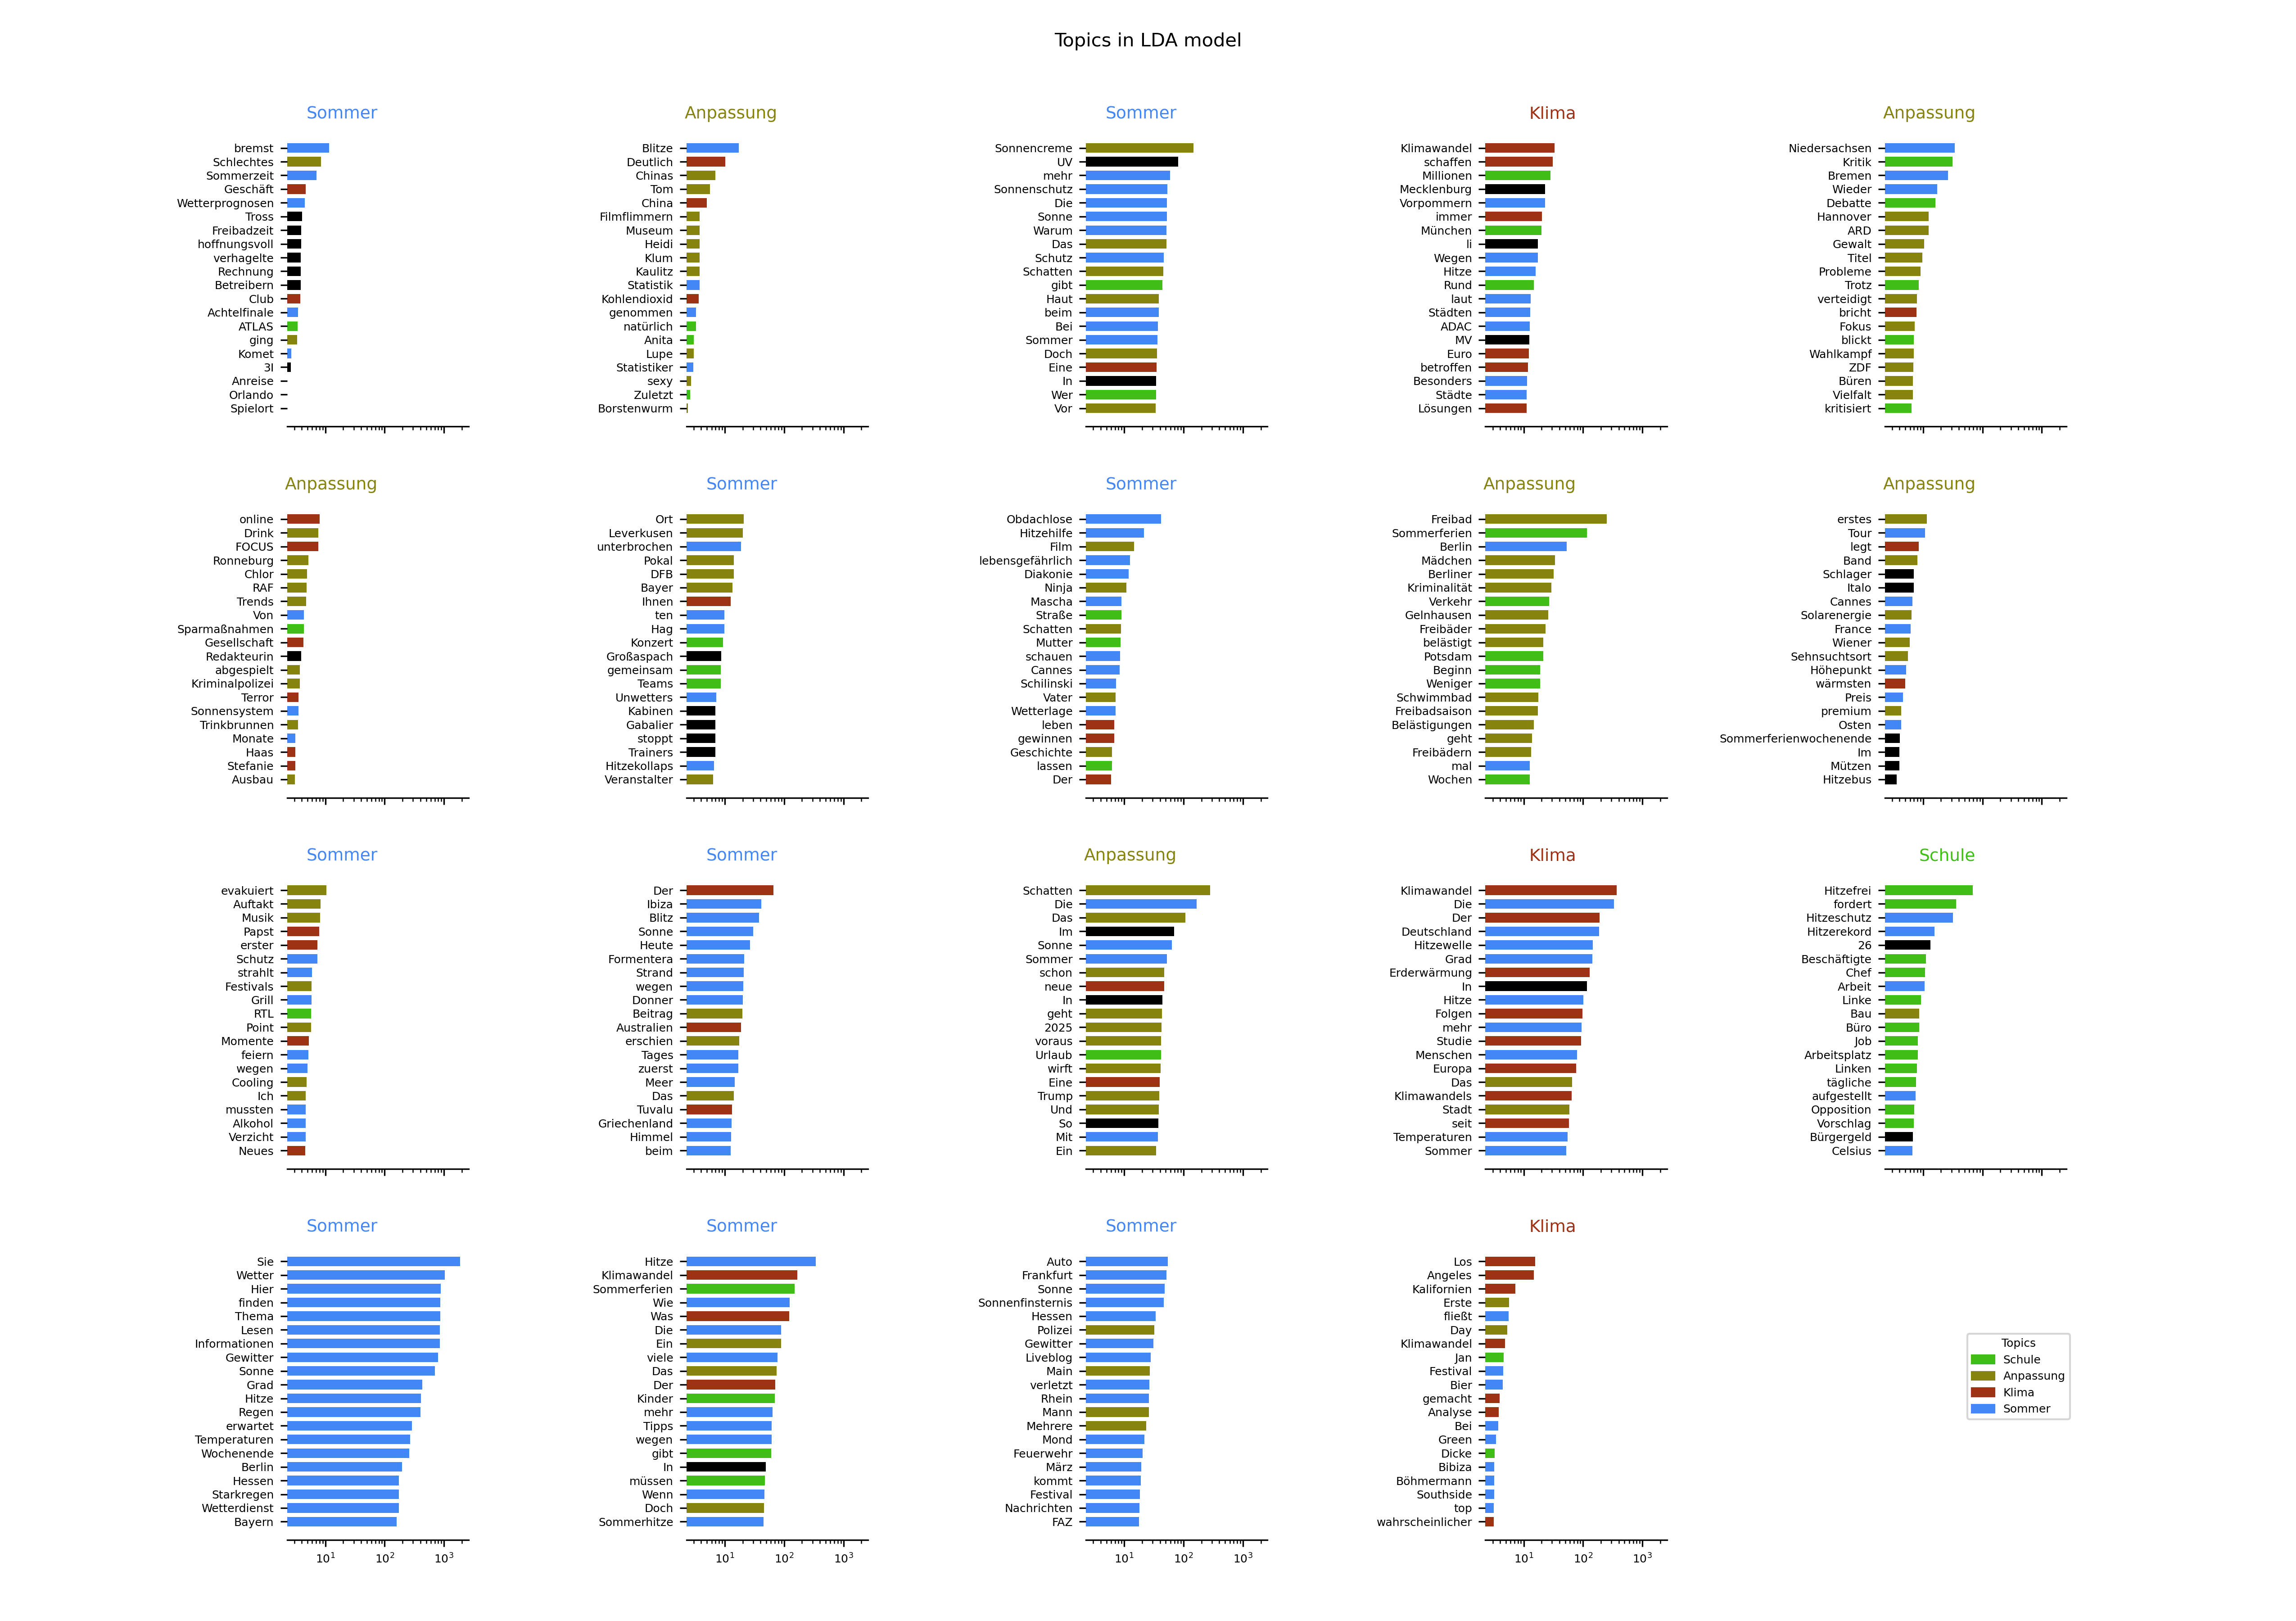 Topics in LDA model
Sommer
bremst
Schlechtes
Sommerzeit
Geschäft
Wetterprognosen
Tross
Freibadzeit
hoffnungsvoll
verhagelte
Rechnung
Betreibern
Club
Achtelfinale
ATLAS
ging
Komet
3I
Anreise
Orlando
Spielort
Anpassung
Blitze
Deutlich
Chinas
Tom
China
Filmflimmern
Museum
Heidi
Klum
Kaulitz
Statistik
Kohlendioxid
genommen
natürlich
Anita
Lupe
Statistiker
sexy
Zuletzt
Borstenwurm
Sommer
Sonnencreme
UV
mehr
Sonnenschutz
Die
Sonne
Warum
Das
Schutz
Schatten
gibt
Haut
beim
Bei
Sommer
Doch
Eine
In
Wer
Vor
Klima
Klimawandel
schaffen
Millionen
Mecklenburg
Vorpommern
immer
München
li
Wegen
Hitze
Rund
laut
Städten
ADAC
MV
Euro
betroffen
Besonders
Städte
Lösungen
Anpassung
Niedersachsen
Kritik
Bremen
Wieder
Debatte
Hannover
ARD
Gewalt
Titel
Probleme
Trotz
verteidigt
bricht
Fokus
blickt
Wahlkampf
ZDF
Büren
Vielfalt
kritisiert
Anpassung
online
Drink
FOCUS
Ronneburg
Chlor
RAF
Trends
Von
Sparmaßnahmen
Gesellschaft
Redakteurin
abgespielt
Kriminalpolizei
Terror
Sonnensystem
Trinkbrunnen
Monate
Haas
Stefanie
Ausbau
Sommer
Ort
Leverkusen
unterbrochen
Pokal
DFB
Bayer
Ihnen
ten
Hag
Konzert
Großaspach
gemeinsam
Teams
Unwetters
Kabinen
Gabalier
stoppt
Trainers
Hitzekollaps
Veranstalter
Sommer
Obdachlose
Hitzehilfe
Film
lebensgefährlich
Diakonie
Ninja
Mascha
Straße
Schatten
Mutter
schauen
Cannes
Schilinski
Vater
Wetterlage
leben
gewinnen
Geschichte
lassen
Der
Anpassung
Freibad
Sommerferien
Berlin
Mädchen
Berliner
Kriminalität
Verkehr
Gelnhausen
Freibäder
belästigt
Potsdam
Beginn
Weniger
Schwimmbad
Freibadsaison
Belästigungen
geht
Freibädern
mal
Wochen
Anpassung
erstes
Tour
legt
Band
Schlager
Italo
Cannes
Solarenergie
France
Wiener
Sehnsuchtsort
Höhepunkt
wärmsten
Preis
premium
Osten
Sommerferienwochenende
Im
Mützen
Hitzebus
Sommer
evakuiert
Auftakt
Musik
Papst
erster
Schutz
strahlt
Festivals
Grill
RTL
Point
Momente
feiern
wegen
Cooling
Ich
mussten
Alkohol
Verzicht
Neues
Sommer
Der
Ibiza
Blitz
Sonne
Heute
Formentera
Strand
wegen
Donner
Beitrag
Australien
erschien
Tages
zuerst
Meer
Das
Tuvalu
Griechenland
Himmel
beim
Anpassung
Schatten
Die
Das
Im
Sonne
Sommer
schon
neue
In
geht
2025
voraus
Urlaub
wirft
Eine
Trump
Und
So
Mit
Ein
Klima
Klimawandel
Die
Der
Deutschland
Hitzewelle
Grad
Erderwärmung
In
Hitze
Folgen
mehr
Studie
Menschen
Europa
Das
Klimawandels
Stadt
seit
Temperaturen
Sommer
Schule
Hitzefrei
fordert
Hitzeschutz
Hitzerekord
26
Beschäftigte
Chef
Arbeit
Linke
Bau
Büro
Job
Arbeitsplatz
Linken
tägliche
aufgestellt
Opposition
Vorschlag
Bürgergeld
Celsius
Sommer
Sie
Wetter
Hier
finden
Thema
Lesen
Informationen
Gewitter
Sonne
Grad
Hitze
Regen
erwartet
Temperaturen
Wochenende
Berlin
Hessen
Starkregen
Wetterdienst
Bayern
10¹ 10² 10³
Sommer
Hitze
Klimawandel
Sommerferien
Wie
Was
Die
Ein
viele
Das
Der
Kinder
mehr
Tipps
wegen
gibt
In
müssen
Wenn
Doch
Sommerhitze
10¹ 10² 10³
Sommer
Auto
Frankfurt
Sonne
Sonnenfinsternis
Hessen
Polizei
Gewitter
Liveblog
Main
verletzt
Rhein
Mann
Mehrere
Mond
Feuerwehr
März
kommt
Festival
Nachrichten
FAZ
10¹ 10² 10³
Klima
Los
Angeles
Kalifornien
Erste
fließt
Day
Klimawandel
Jan
Festival
Bier
gemacht
Analyse
Bei
Green
Dicke
Bibiza
Böhmermann
Southside
top
wahrscheinlicher
10¹ 10² 10³
Topics
Schule
Anpassung
Klima
Sommer